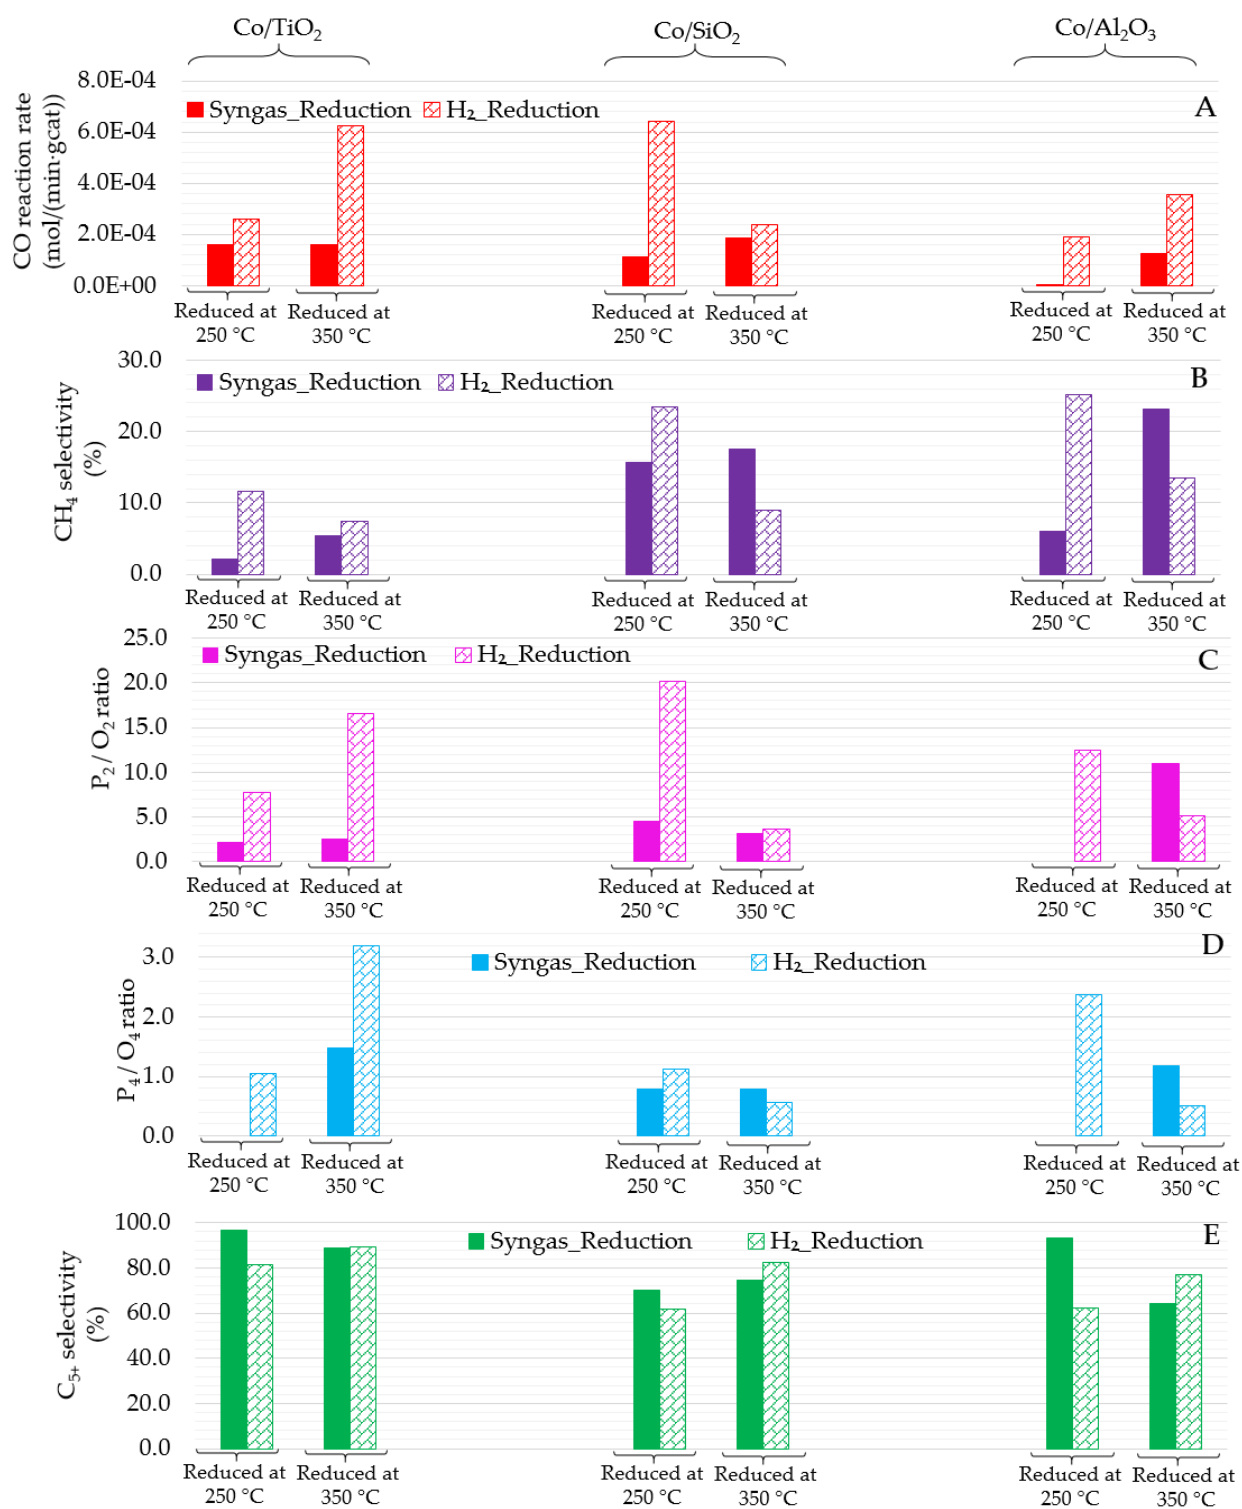 Co/TiO₂ Co/SiO₂ Co/Al₂O₃
CO reaction rate
(mol/(min·gcat))
8.0E-04
6.0E-04
4.0E-04
2.0E-04
0.0E+00
Syngas_Reduction H₂_Reduction
A
Reduced at Reduced at Reduced at Reduced at Reduced at Reduced at
250 °C 350 °C 250 °C 350 °C 250 °C 350 °C
CH₄ selectivity
(%)
30.0
20.0
10.0
0.0
Syngas_Reduction H₂_Reduction
B
Reduced at Reduced at Reduced at Reduced at Reduced at Reduced at
250 °C 350 °C 250 °C 350 °C 250 °C 350 °C
P₂ / O₂ ratio
25.0
20.0
15.0
10.0
5.0
0.0
Syngas_Reduction H₂_Reduction
C
Reduced at Reduced at Reduced at Reduced at Reduced at Reduced at
250 °C 350 °C 250 °C 350 °C 250 °C 350 °C
P₄ / O₄ ratio
3.0
2.0
1.0
0.0
Syngas_Reduction H₂_Reduction
D
Reduced at Reduced at Reduced at Reduced at Reduced at Reduced at
250 °C 350 °C 250 °C 350 °C 250 °C 350 °C
C₅₊ selectivity
(%)
100.0
80.0
60.0
40.0
20.0
0.0
Syngas_Reduction H₂_Reduction
E
Reduced at Reduced at Reduced at Reduced at Reduced at Reduced at
250 °C 350 °C 250 °C 350 °C 250 °C 350 °C